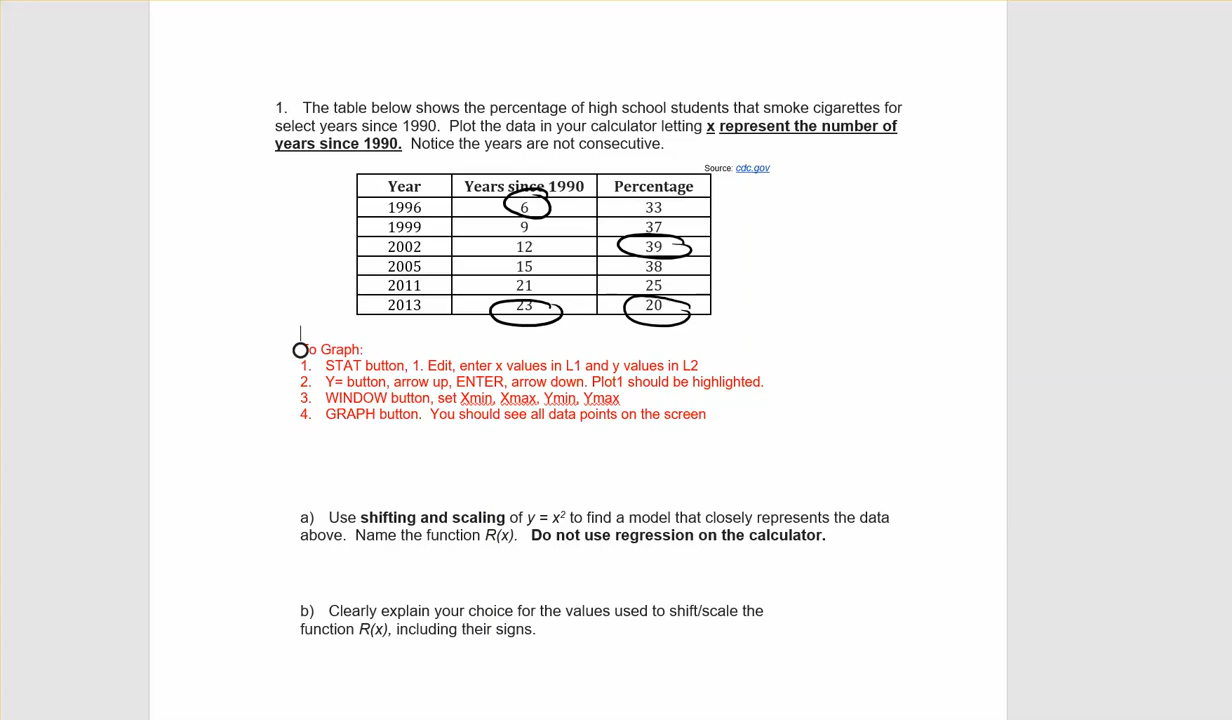 1. The table below shows the percentage of high school students that smoke cigarettes for
select years since 1990. Plot the data in your calculator letting x represent the number of
years since 1990. Notice the years are not consecutive.
Source: cdc.gov
Year Years since 1990 Percentage
1996 6 33
1999 9 37
2002 12 39
2005 15 38
2011 21 25
2013 23 20
To Graph:
1. STAT button, 1. Edit, enter x values in L1 and y values in L2
2. Y= button, arrow up, ENTER, arrow down. Plot1 should be highlighted.
3. WINDOW button, set Xmin, Xmax, Ymin, Ymax
4. GRAPH button. You should see all data points on the screen
a) Use shifting and scaling of y = x² to find a model that closely represents the data
above. Name the function R(x). Do not use regression on the calculator.
b) Clearly explain your choice for the values used to shift/scale the
function R(x), including their signs.